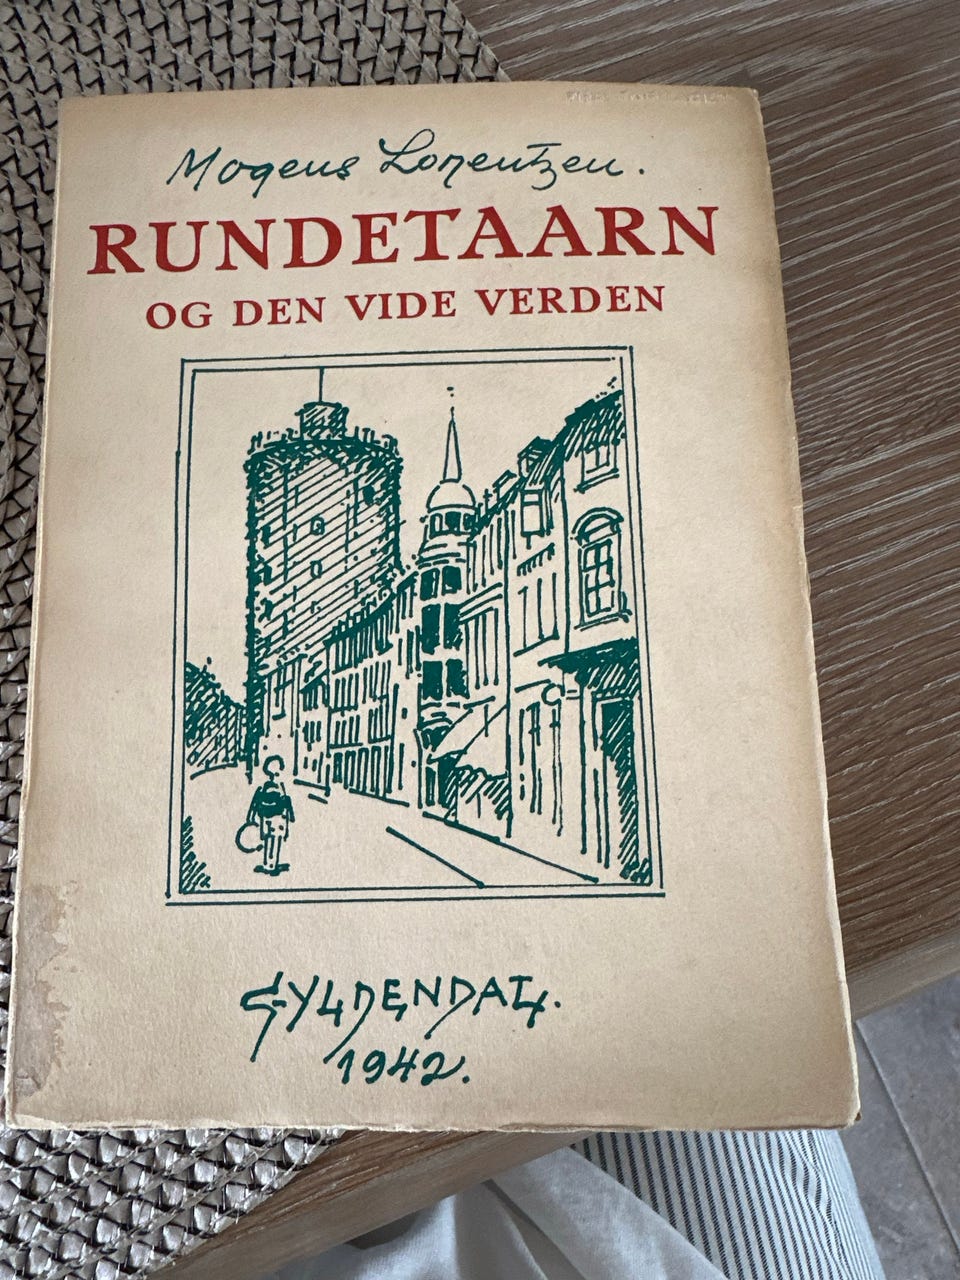 Mogens Lorentzen.
RUNDETAARN
OG DEN VIDE VERDEN
GYLDENDAL.
1942.